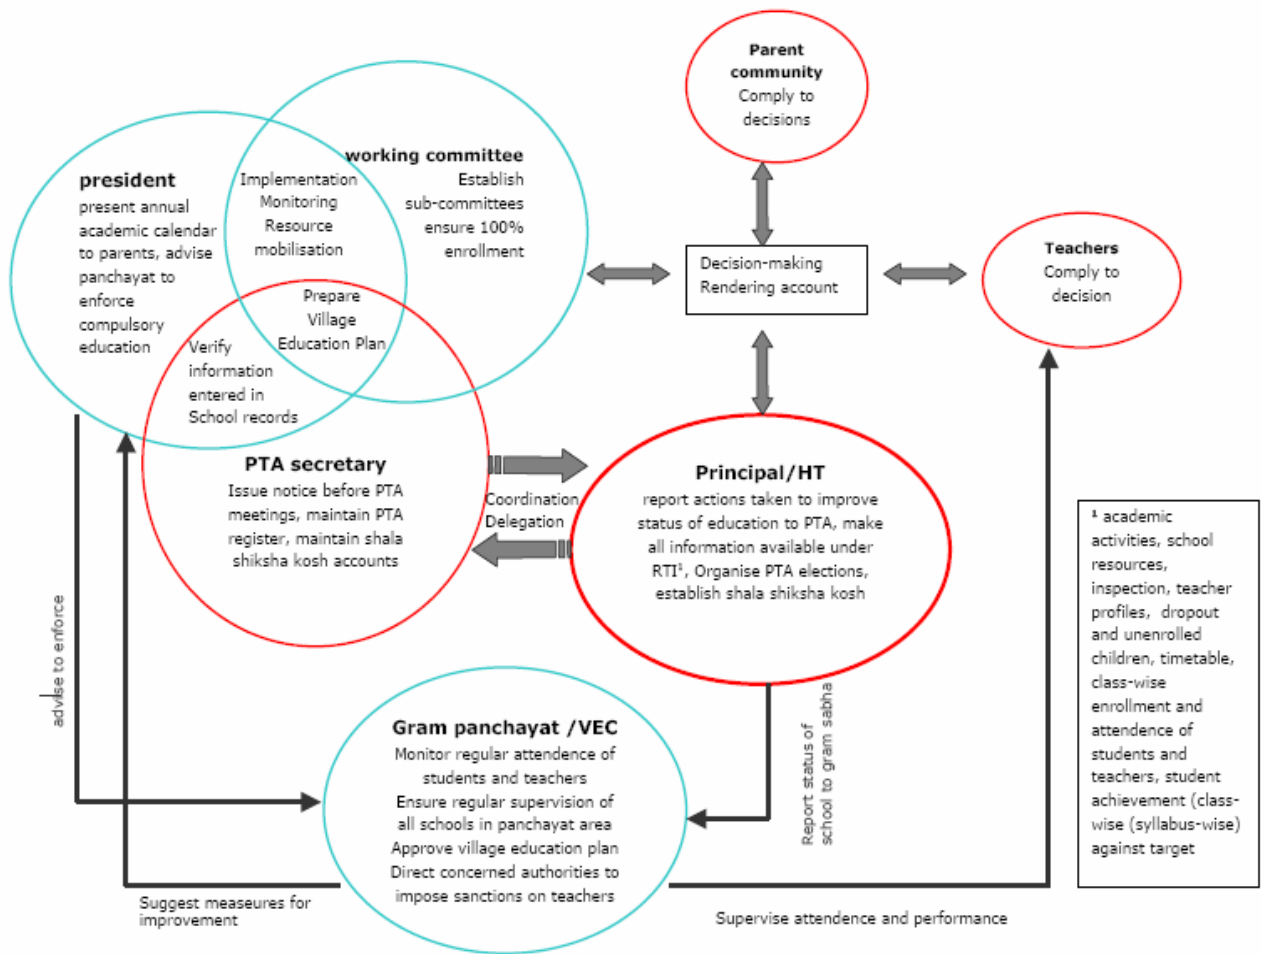 Parent
community
Comply to
decisions
working committee
Establish
sub-committees
ensure 100%
enrollment
president
present annual
academic calendar
to parents, advise
panchayat to
enforce
compulsory
education
Implementation
Monitoring
Resource
mobilisation
Prepare
Village
Education Plan
Verify
information
entered in
School records
Decision-making
Rendering account
Teachers
Comply to
decision
PTA secretary
Issue notice before PTA
meetings, maintain PTA
register, maintain shala
shiksha kosh accounts
Coordination
Delegation
Principal/HT
report actions taken to improve
status of education to PTA, make
all information available under
RTI¹, Organise PTA elections,
establish shala shiksha kosh
¹ academic
activities, school
resources,
inspection, teacher
profiles, dropout
and unenrolled
children, timetable,
class-wise
enrollment and
attendence of
students and
teachers, student
achievement (class-
wise (syllabus-wise)
against target
advise to enforce
Gram panchayat /VEC
Monitor regular attendence of
students and teachers
Ensure regular supervision of
all schools in panchayat area
Approve village education plan
Direct concerned authorities to
impose sanctions on teachers
Report status of
school to gram sabha
Suggest measeures for
improvement
Supervise attendence and performance